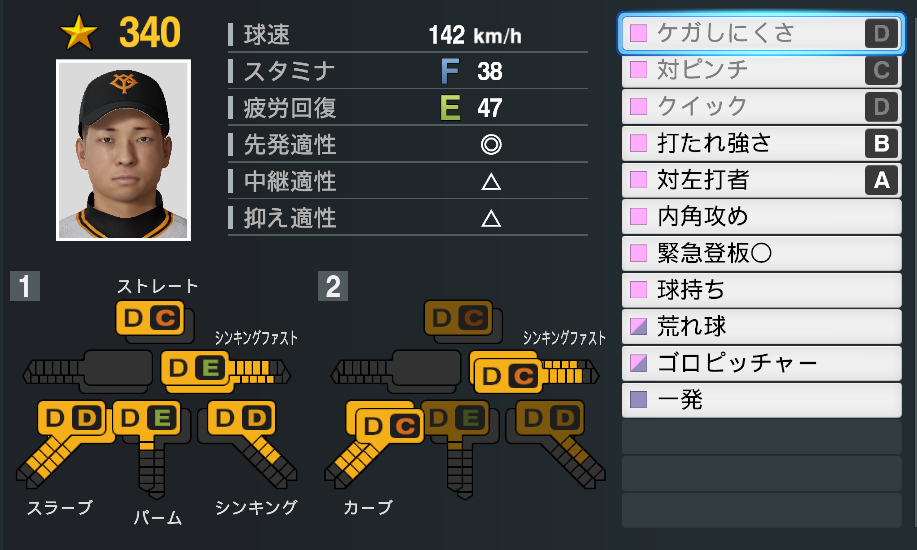 340
球速 142 km/h
スタミナ F 38
疲労回復 E 47
先発適性 ◎
中継適性 △
抑え適性 △
ケガしにくさ D
対ピンチ C
クイック D
打たれ強さ B
対左打者 A
内角攻め
緊急登板○
球持ち
荒れ球
ゴロピッチャー
一発
1
ストレート
D C
シンキングファスト
D E
D D
D E
D D
スラーブ
パーム
シンキング
2
D C
シンキングファスト
D C
D C
D E
D D
カーブ